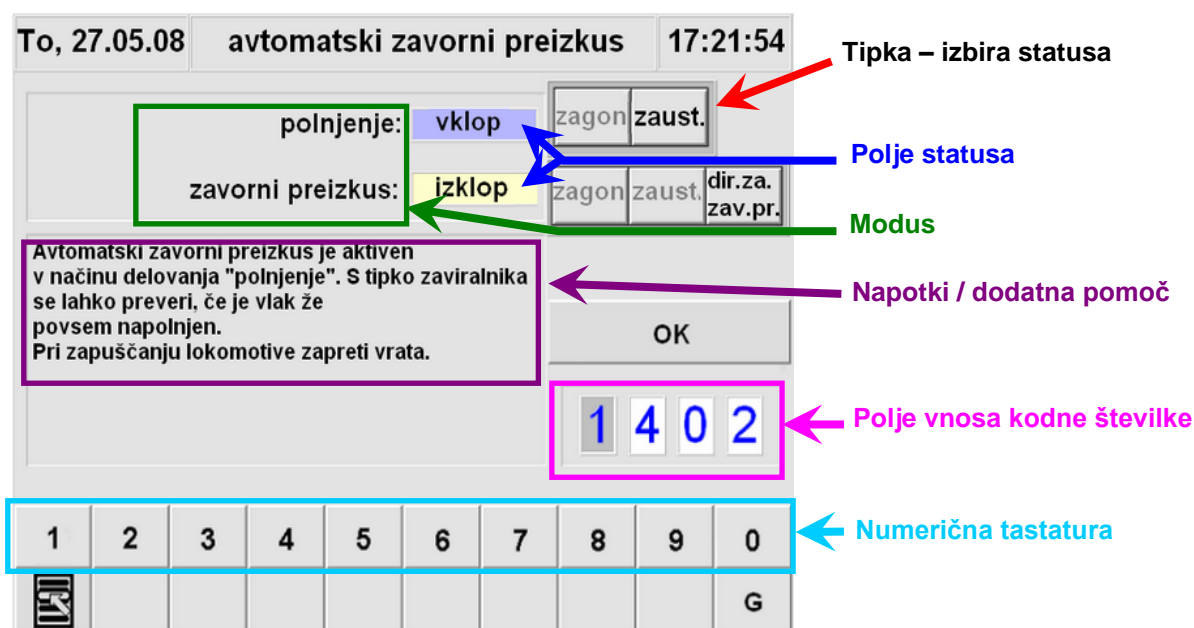 To, 27.05.08 avtomatski zavorni preizkus 17:21:54
Tipka – izbira statusa
polnjenje: vklop zagon zaust.
Polje statusa
zavorni preizkus: izklop zagon zaust. dir.za.
zav.pr.
Modus
Avtomatski zavorni preizkus je aktiven
v načinu delovanja "polnjenje". S tipko zaviralnika
se lahko preveri, če je vlak že
povsem napolnjen.
Pri zapuščanju lokomotive zapreti vrata.
Napotki / dodatna pomoč
OK
1 4 0 2
Polje vnosa kodne številke
1 2 3 4 5 6 7 8 9 0
Numerična tastatura
G